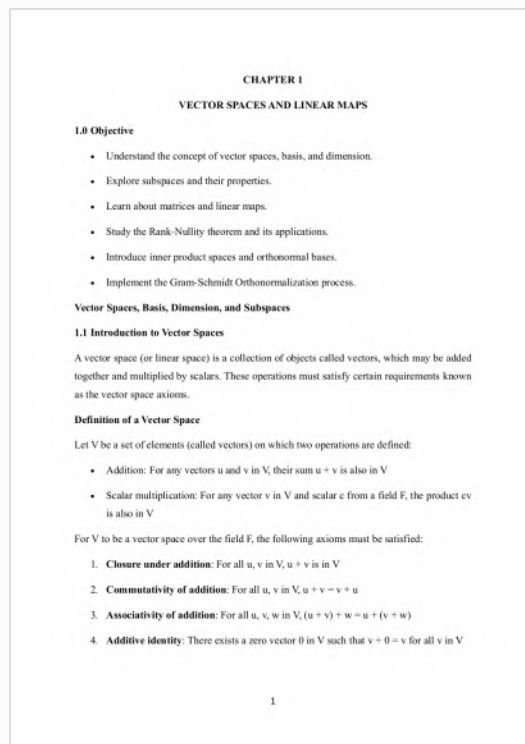 CHAPTER 1
VECTOR SPACES AND LINEAR MAPS
1.0 Objective
• Understand the concept of vector spaces, basis, and dimension.
• Explore subspaces and their properties.
• Learn about matrices and linear maps.
• Study the Rank-Nullity theorem and its applications.
• Introduce inner product spaces and orthonormal bases.
• Implement the Gram-Schmidt Orthonormalization process.
Vector Spaces, Basis, Dimension, and Subspaces
1.1 Introduction to Vector Spaces
A vector space (or linear space) is a collection of objects called vectors, which may be added
together and multiplied by scalars. These operations must satisfy certain requirements known
as the vector space axioms.
Definition of a Vector Space
Let V be a set of elements (called vectors) on which two operations are defined:
• Addition: For any vectors u and v in V, their sum u + v is also in V
• Scalar multiplication: For any vector v in V and scalar c from a field F, the product cv
is also in V
For V to be a vector space over the field F, the following axioms must be satisfied:
1. Closure under addition: For all u, v in V, u + v is in V
2. Commutativity of addition: For all u, v in V, u + v = v + u
3. Associativity of addition: For all u, v, w in V, (u + v) + w = u + (v + w)
4. Additive identity: There exists a zero vector 0 in V such that v + 0 = v for all v in V
1